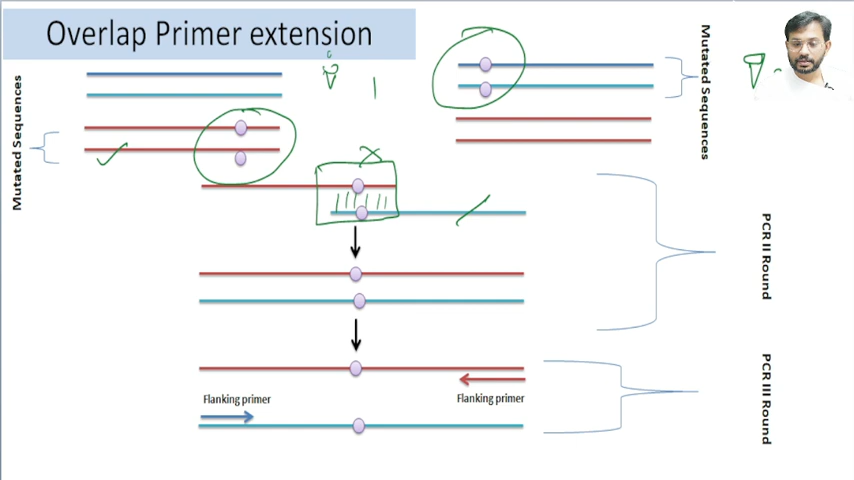 Overlap Primer extension
Mutated Sequences
Mutated Sequences
PCR II Round
PCR III Round
Flanking primer
Flanking primer